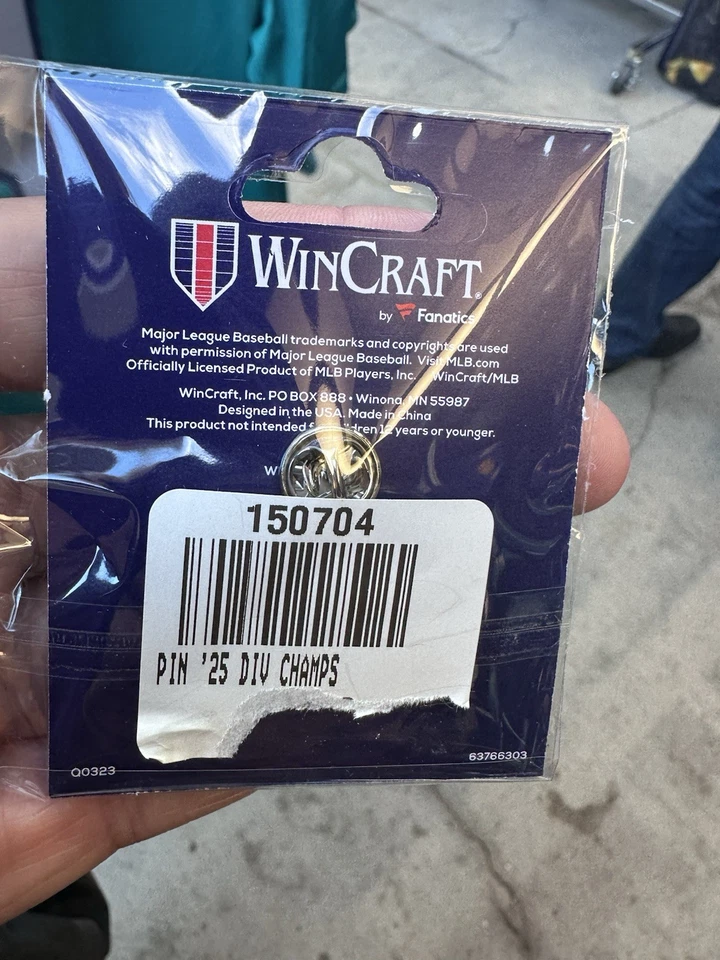 WINCRAFT®
by Fanatics
Major League Baseball trademarks and copyrights are used
with permission of Major League Baseball. Visit MLB.com
Officially Licensed Product of MLB Players, Inc. WinCraft/MLB
WinCraft, Inc. PO BOX 888 • Winona, MN 55987
Designed in the USA. Made in China
This product not intended for children 12 years or younger.
W
150704
PIN '25 DIV CHAMPS
Q0323
63766303